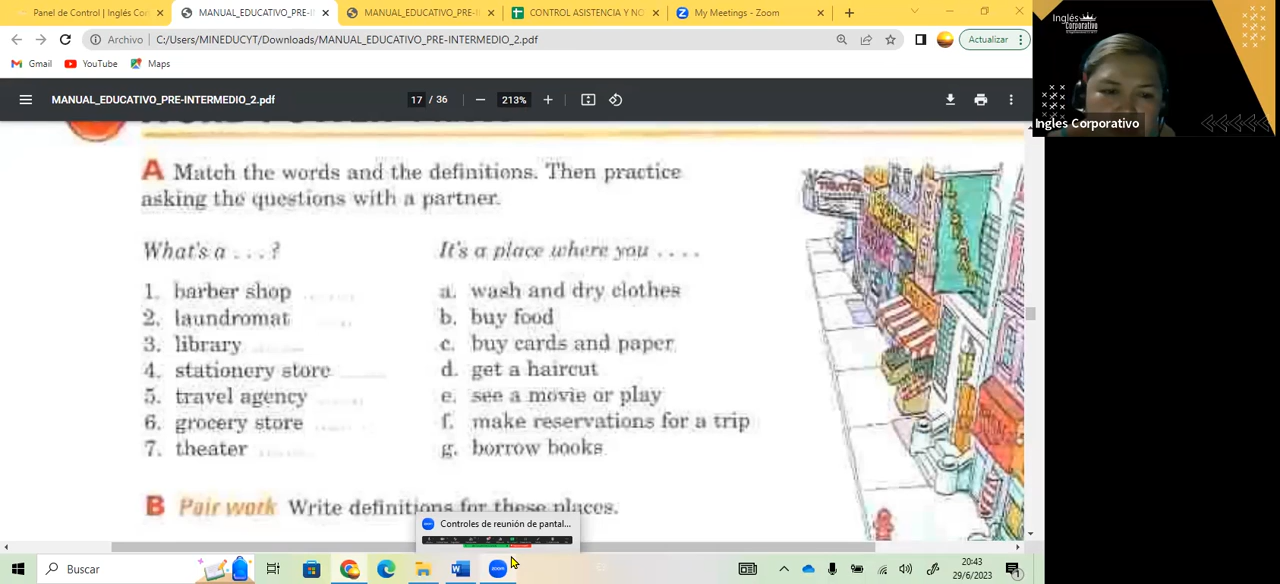 Panel de Control | Inglés Cor
MANUAL_EDUCATIVO_PRE-I
MANUAL_EDUCATIVO_PRE-I
CONTROL ASISTENCIA Y NO
My Meetings - Zoom
Archivo
C:/Users/MINEDUCYT/Downloads/MANUAL_EDUCATIVO_PRE-INTERMEDIO_2.pdf
Actualizar
Gmail
YouTube
Maps
MANUAL_EDUCATIVO_PRE-INTERMEDIO_2.pdf
17 / 36
213%
Inglés
Corporativo
Ingles Corporativo
A Match the words and the definitions. Then practice
asking the questions with a partner.
What's a . . . ?
It's a place where you . . . .
1. barber shop
2. laundromat
3. library
4. stationery store
5. travel agency
6. grocery store
7. theater
a. wash and dry clothes
b. buy food
c. buy cards and paper
d. get a haircut
e. see a movie or play
f. make reservations for a trip
g. borrow books
B Pair work Write definitions for these places.
Controles de reunión de pantal...
Buscar
zoom
20:43
29/6/2023